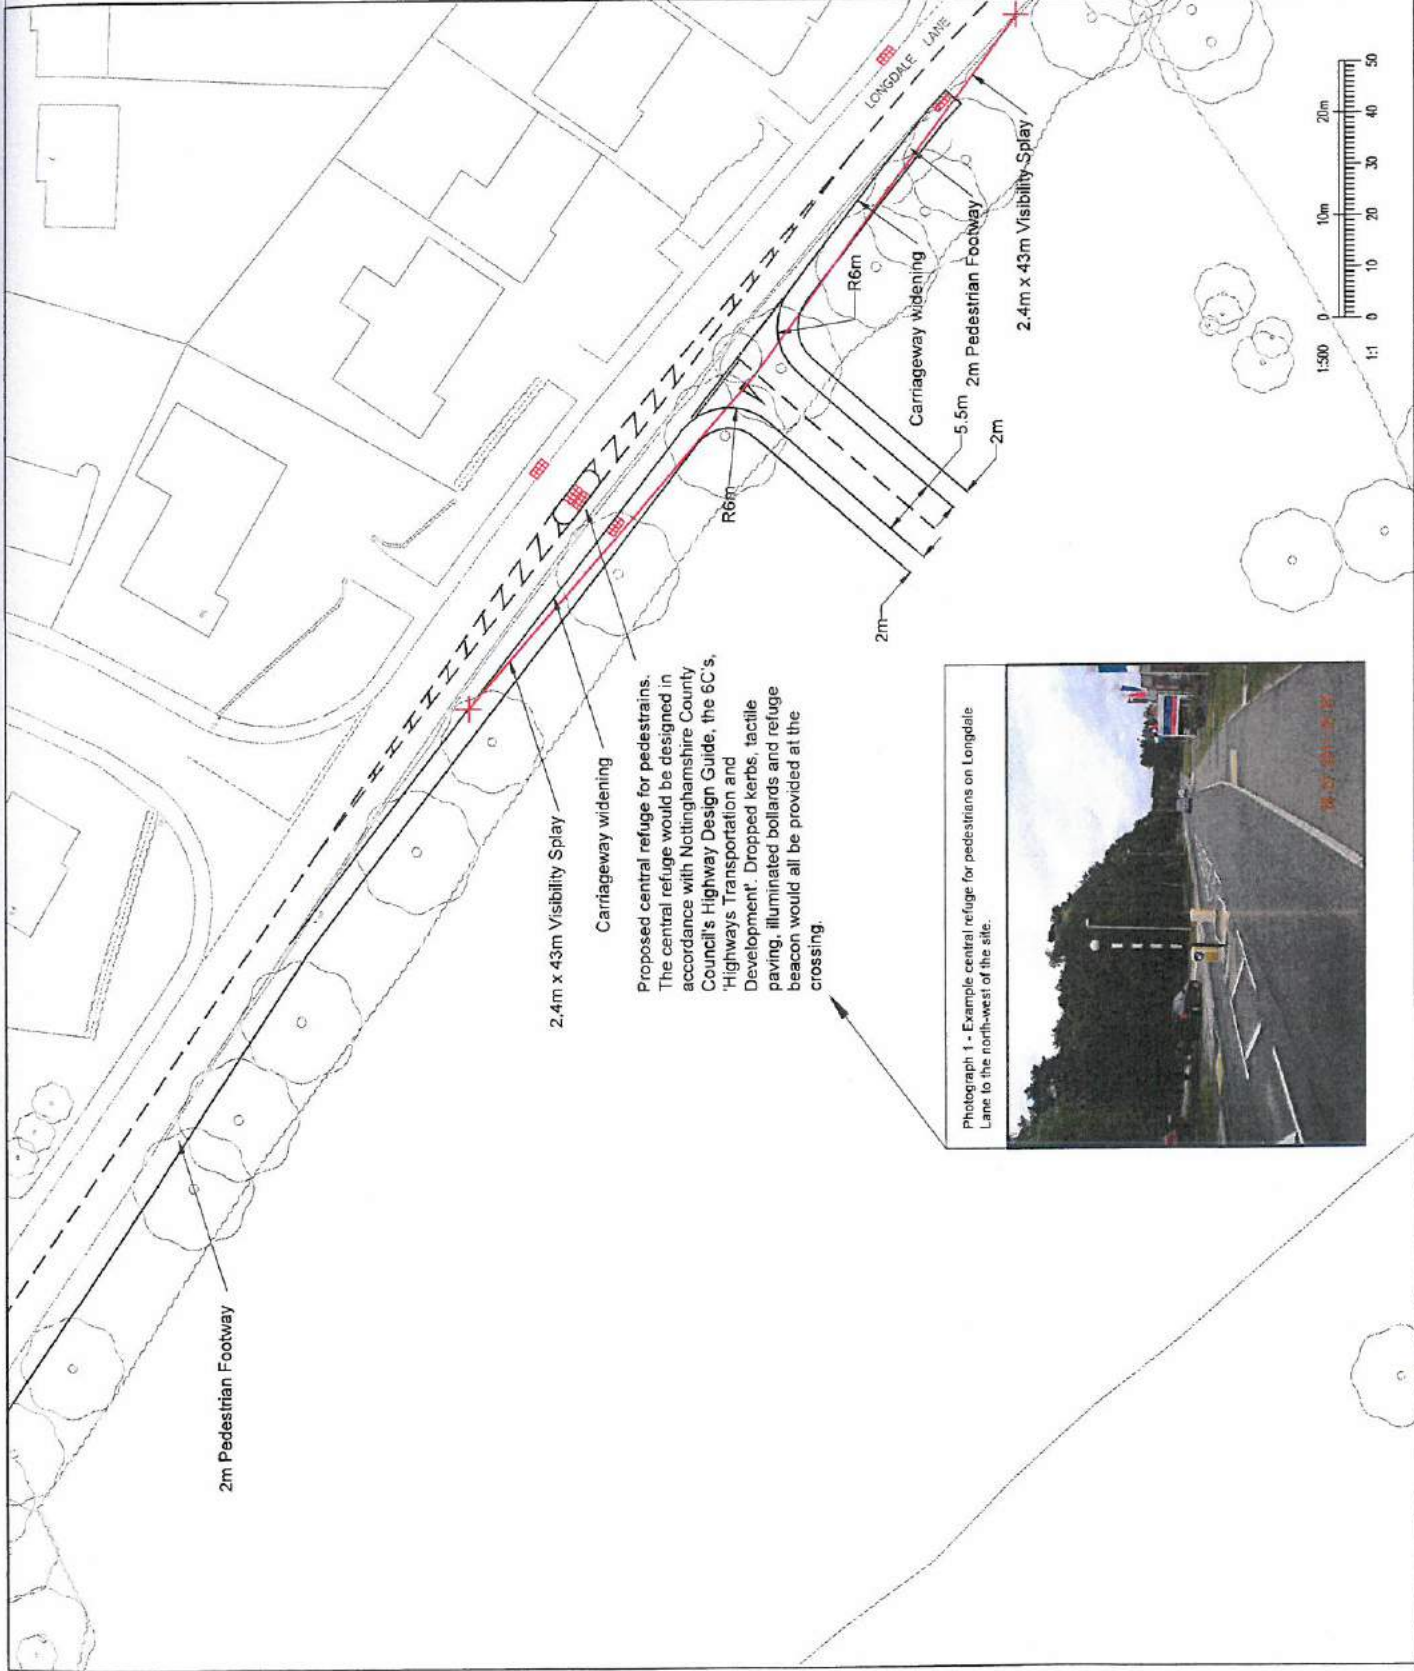 LONGDALE LANE
2m Pedestrian Footway
2.4m x 43m Visibility Splay
Carriageway widening
Proposed central refuge for pedestrains.
The central refuge would be designed in
accordance with Nottinghamshire County
Council's Highway Design Guide, the 6C's,
'Highways Transportation and
Development'. Dropped kerbs, tactile
paving, illuminated bollards and refuge
beacon would all be provided at the
crossing.
R6m
R6m
Carriageway widening
2m Pedestrian Footway
2.4m x 43m Visibility Splay
2m
5.5m
2m
Photograph 1 - Example central refuge for pedestrians on Longdale
Lane to the north-west of the site.
1:500
0 10m 20m
1:1
0 10 20 30 40 50